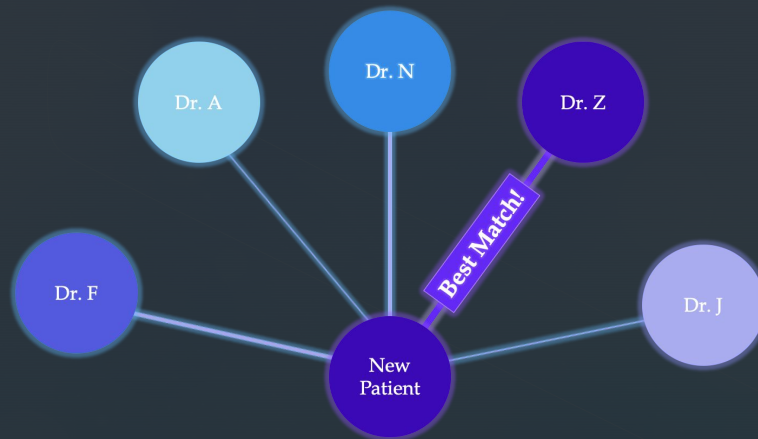 Dr. N
Dr. A
Dr. Z
Best Match!
Dr. F
Dr. J
New
Patient